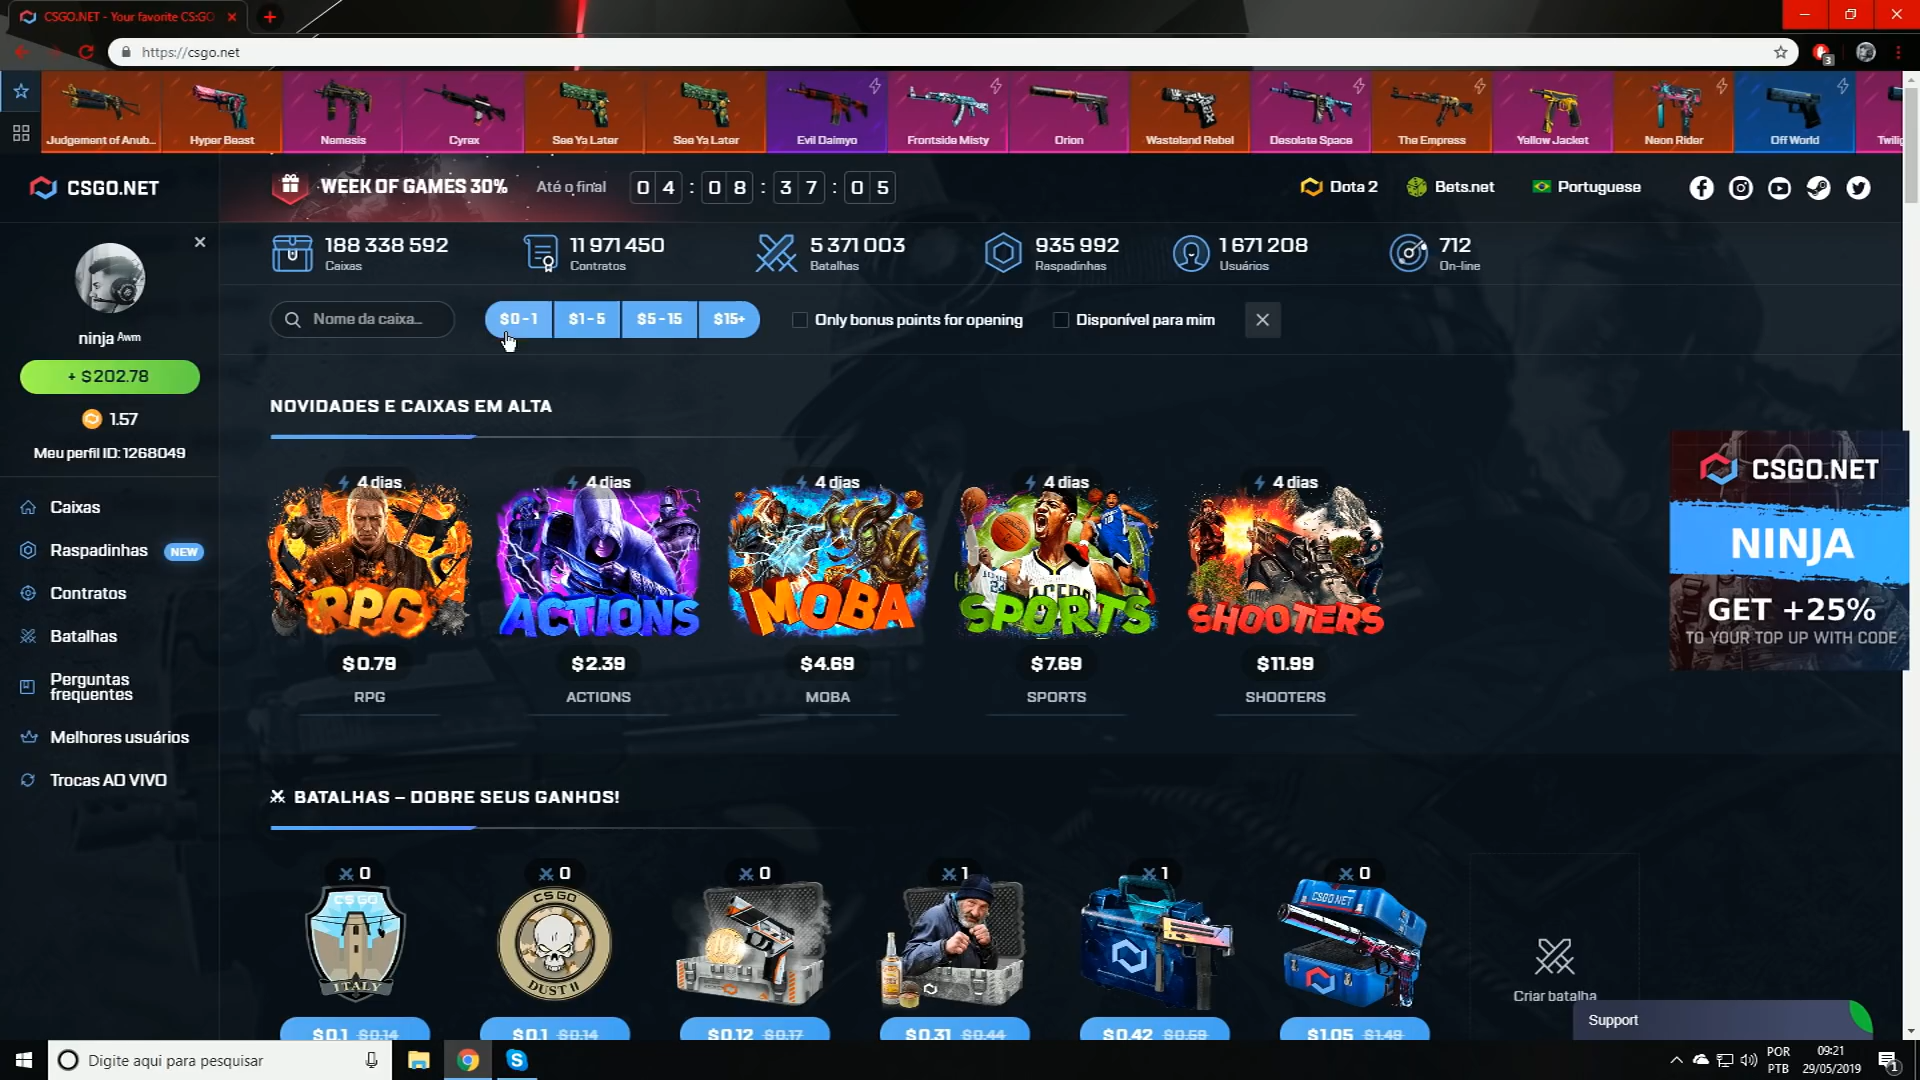 CSGO.NET - Your favorite CS:GO
https://csgo.net
3
Judgement of Anub...
Hyper Beast
Nemesis
Cyrex
See Ya Later
See Ya Later
Evil Daimyo
Frontside Misty
Orion
Wasteland Rebel
Desolate Space
The Empress
Yellow Jacket
Neon Rider
Off World
CSGO.NET
WEEK OF GAMES 30%
Até o final
0 4 : 0 8 : 3 7 : 0 5
Dota 2
Bets.net
Portuguese
188 338 592
Caixas
11 971 450
Contratos
5 371 003
Batalhas
935 992
Raspadinhas
1 671 208
Usuários
712
On-line
ninja Awm
+ $202.78
1.57
Meu perfil ID: 1268049
Caixas
Raspadinhas NEW
Contratos
Batalhas
Perguntas
frequentes
Melhores usuários
Trocas AO VIVO
Nome da caixa...
$0 - 1
$1 - 5
$5 - 15
$15+
Only bonus points for opening
Disponível para mim
NOVIDADES E CAIXAS EM ALTA
4 dias
RPG
$0.79
RPG
4 dias
ACTIONS
$2.39
ACTIONS
4 dias
MOBA
$4.69
MOBA
4 dias
SPORTS
$7.69
SPORTS
4 dias
SHOOTERS
$11.99
SHOOTERS
CSGO.NET
NINJA
GET +25%
TO YOUR TOP UP WITH CODE
BATALHAS – DOBRE SEUS GANHOS!
0
CS GO
ITALY
$0.1 $0.14
0
CS GO
DUST II
$0.1 $0.14
0
$0.12 $0.17
1
$0.31 $0.44
1
$0.42 $0.59
0
CSGO.NET
$1.05 $1.49
Criar batalha
Support
Digite aqui para pesquisar
POR
PTB
09:21
29/05/2019
1